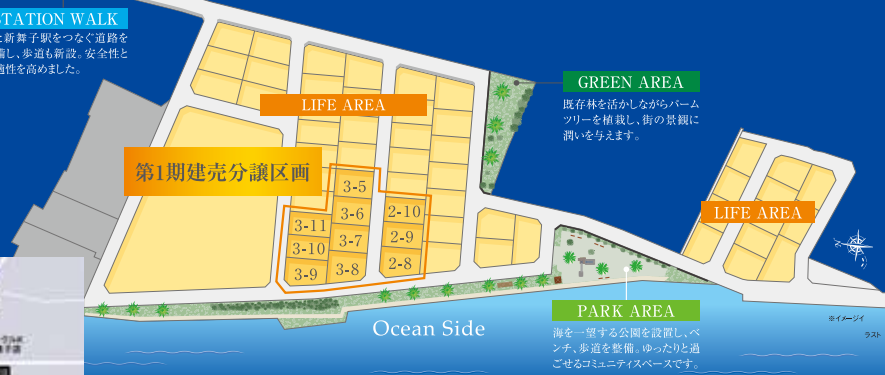 STATION WALK
新舞子駅をつなぐ道路を
備し、歩道も新設。安全性と
適性を高めました。
LIFE AREA
GREEN AREA
既存林を活かしながらパーム
ツリーを植栽し、街の景観に
潤いを与えます。
第1期建売分譲区画
3-5
3-6
3-7
3-8
3-11
3-10
3-9
2-10
2-9
2-8
LIFE AREA
PARK AREA
海を一望する公園を設置し、ベ
ンチ、歩道を整備。ゆったりと過
ごせるコミュニティスペースです。
Ocean Side
※イメージイ
ラスト